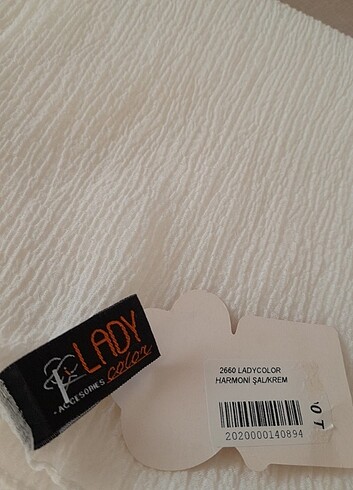 LADY
color
- ACCESORIES
2660 LADYCOLOR
HARMONİ ŞAL/KREM
2020000140894